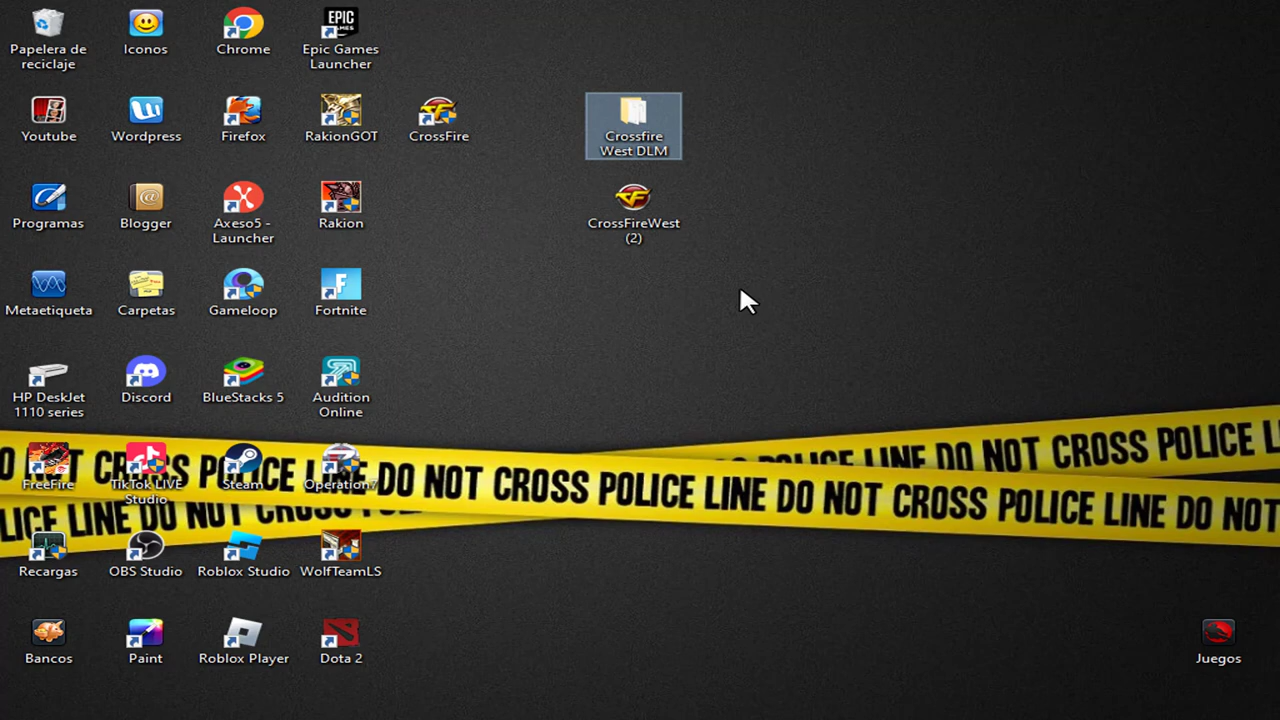 Papelera de
reciclaje
Iconos
Chrome
EPIC
GAMES
Epic Games
Launcher
Youtube
Wordpress
Firefox
RakionGOT
CrossFire
Crossfire
West DLM
Programas
Blogger
Axeso5 -
Launcher
Rakion
CrossFireWest
(2)
Metaetiqueta
Carpetas
Gameloop
Fortnite
HP DeskJet
1110 series
Discord
BlueStacks 5
Audition
Online
FreeFire
TikTok LIVE
Studio
Steam
Operation7
LINE DO NOT CROSS POLICE L
O NOT CROSS POLICE LINE DO NOT CROSS POLICE LINE DO NOT CROSS POLICE LINE DO NOT
LICE LINE DO NOT CROSS
Recargas
OBS Studio
Roblox Studio
WolfTeamLS
Bancos
Paint
Roblox Player
Dota 2
Juegos